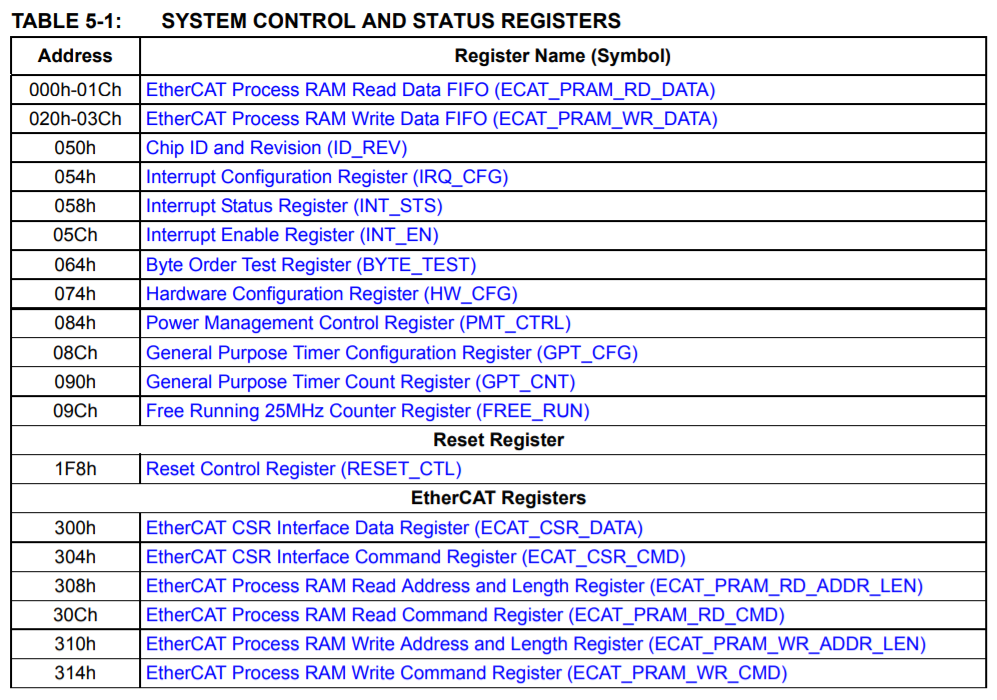 TABLE 5-1: SYSTEM CONTROL AND STATUS REGISTERS
Address Register Name (Symbol)
000h-01Ch EtherCAT Process RAM Read Data FIFO (ECAT_PRAM_RD_DATA)
020h-03Ch EtherCAT Process RAM Write Data FIFO (ECAT_PRAM_WR_DATA)
050h Chip ID and Revision (ID_REV)
054h Interrupt Configuration Register (IRQ_CFG)
058h Interrupt Status Register (INT_STS)
05Ch Interrupt Enable Register (INT_EN)
064h Byte Order Test Register (BYTE_TEST)
074h Hardware Configuration Register (HW_CFG)
084h Power Management Control Register (PMT_CTRL)
08Ch General Purpose Timer Configuration Register (GPT_CFG)
090h General Purpose Timer Count Register (GPT_CNT)
09Ch Free Running 25MHz Counter Register (FREE_RUN)
Reset Register
1F8h Reset Control Register (RESET_CTL)
EtherCAT Registers
300h EtherCAT CSR Interface Data Register (ECAT_CSR_DATA)
304h EtherCAT CSR Interface Command Register (ECAT_CSR_CMD)
308h EtherCAT Process RAM Read Address and Length Register (ECAT_PRAM_RD_ADDR_LEN)
30Ch EtherCAT Process RAM Read Command Register (ECAT_PRAM_RD_CMD)
310h EtherCAT Process RAM Write Address and Length Register (ECAT_PRAM_WR_ADDR_LEN)
314h EtherCAT Process RAM Write Command Register (ECAT_PRAM_WR_CMD)